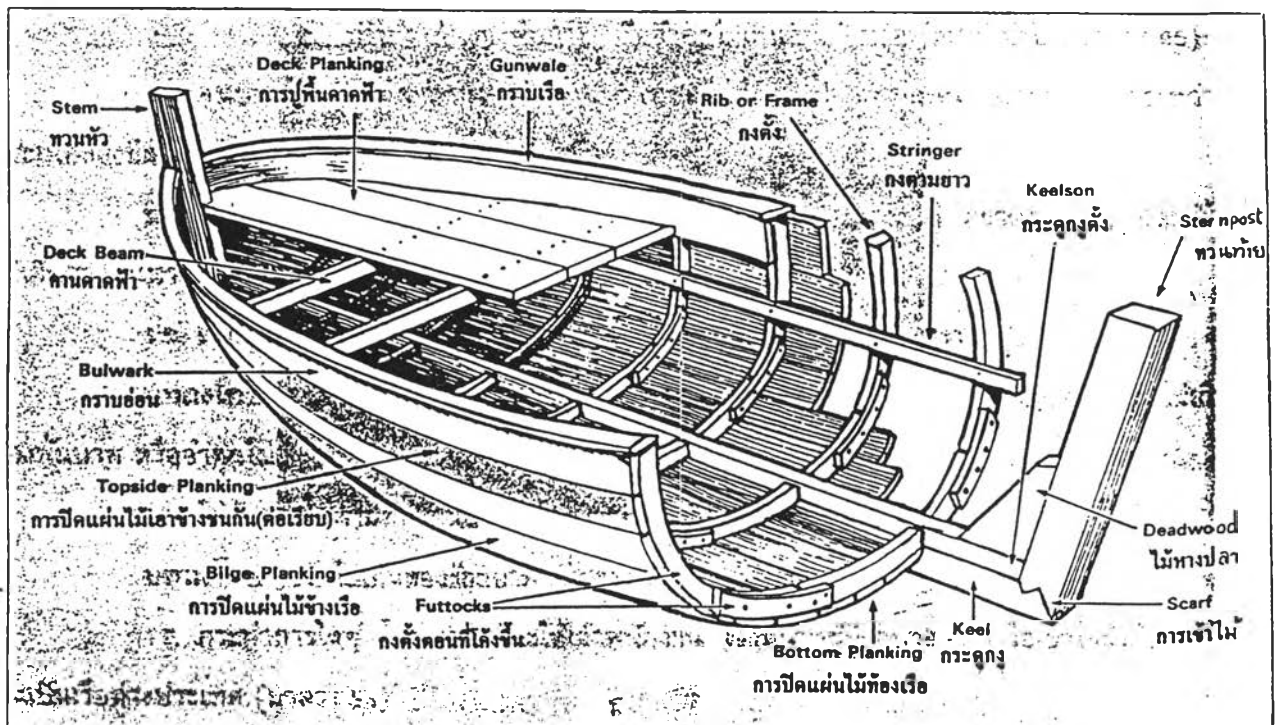 Deck Planking
การปูพื้นดาดฟ้า
Gunwale
กราบเรือ
Stem
ทวนหัว
Rib or Frame
กงตั้ง
Stringer
กงตามยาว
Keelson
กระดูกงูตั้ง
Sternpost
ทวนท้าย
Deck Beam
คานดาดฟ้า
Bulwark
กราบอ่อน
Topside Planking
การปิดแผ่นไม้เอาข้างชนกัน(ต่อเรียบ)
Deadwood
ไม้หางปลา
Bilge Planking
การปิดแผ่นไม้ข้างเรือ
Futtocks
กงตั้งตอนที่โค้งขึ้น
Scarf
การเข้าไม้
Keel
กระดูกงู
Bottom Planking
การปิดแผ่นไม้ท้องเรือ